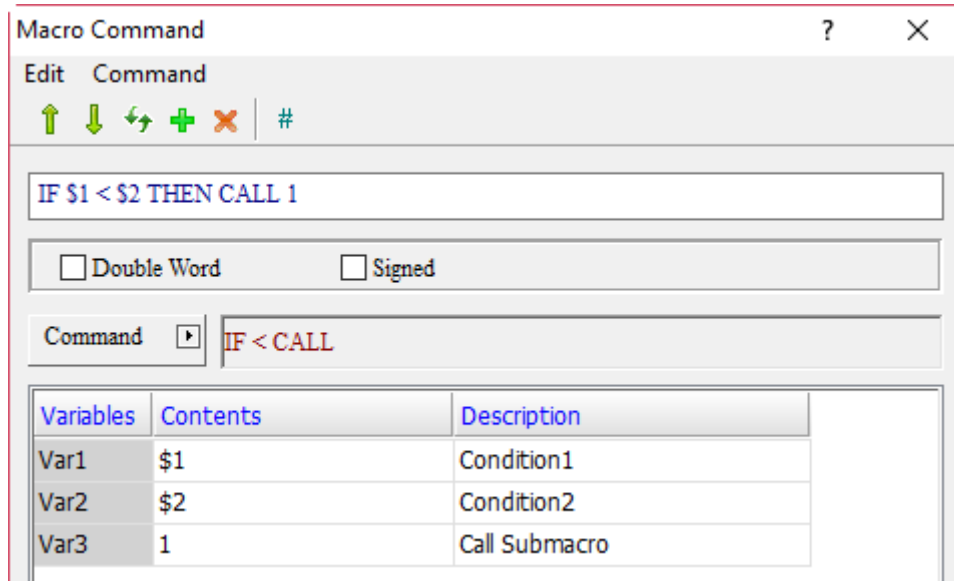 Macro Command ? ×
Edit Command
#
IF $1 < $2 THEN CALL 1
Double Word Signed
Command IF < CALL
Variables Contents Description
Var1 $1 Condition1
Var2 $2 Condition2
Var3 1 Call Submacro